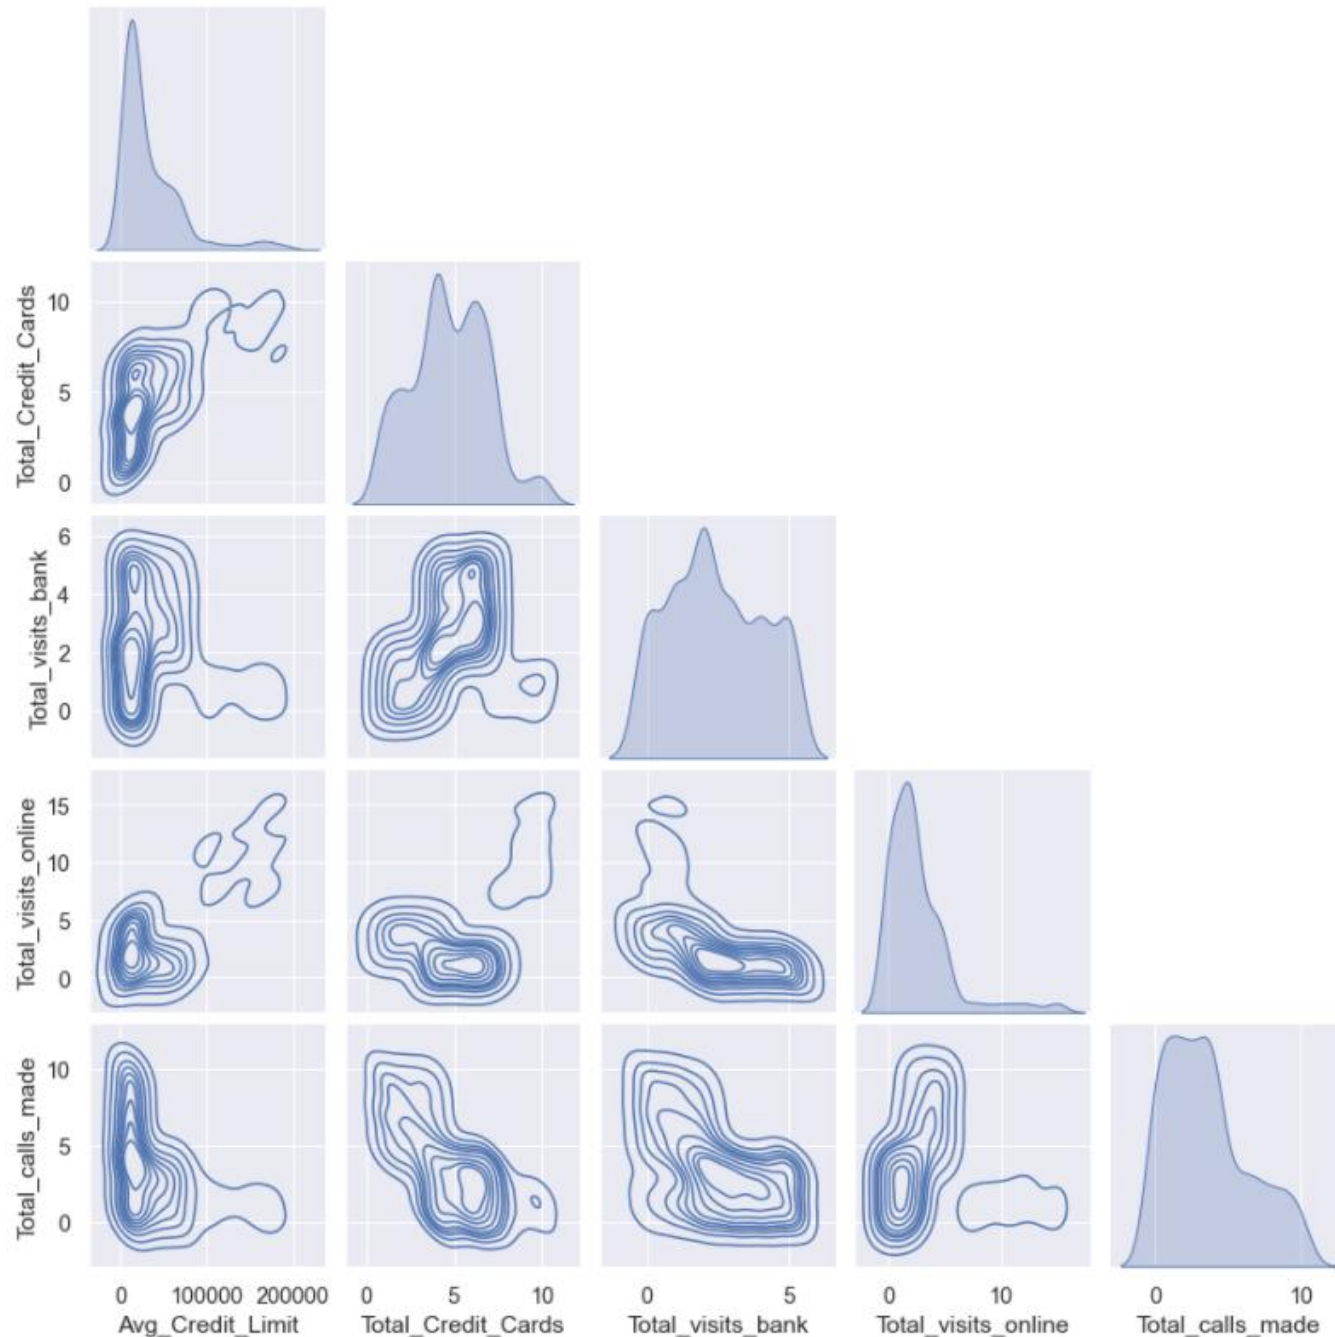 Total_Credit_Cards
10
5
0
Total_visits_bank
6
4
2
0
Total_visits_online
15
10
5
0
Total_calls_made
10
5
0
0 100000 200000 0 5 10 0 5 0 10 0 10
Avg_Credit_Limit Total_Credit_Cards Total_visits_bank Total_visits_online Total_calls_made